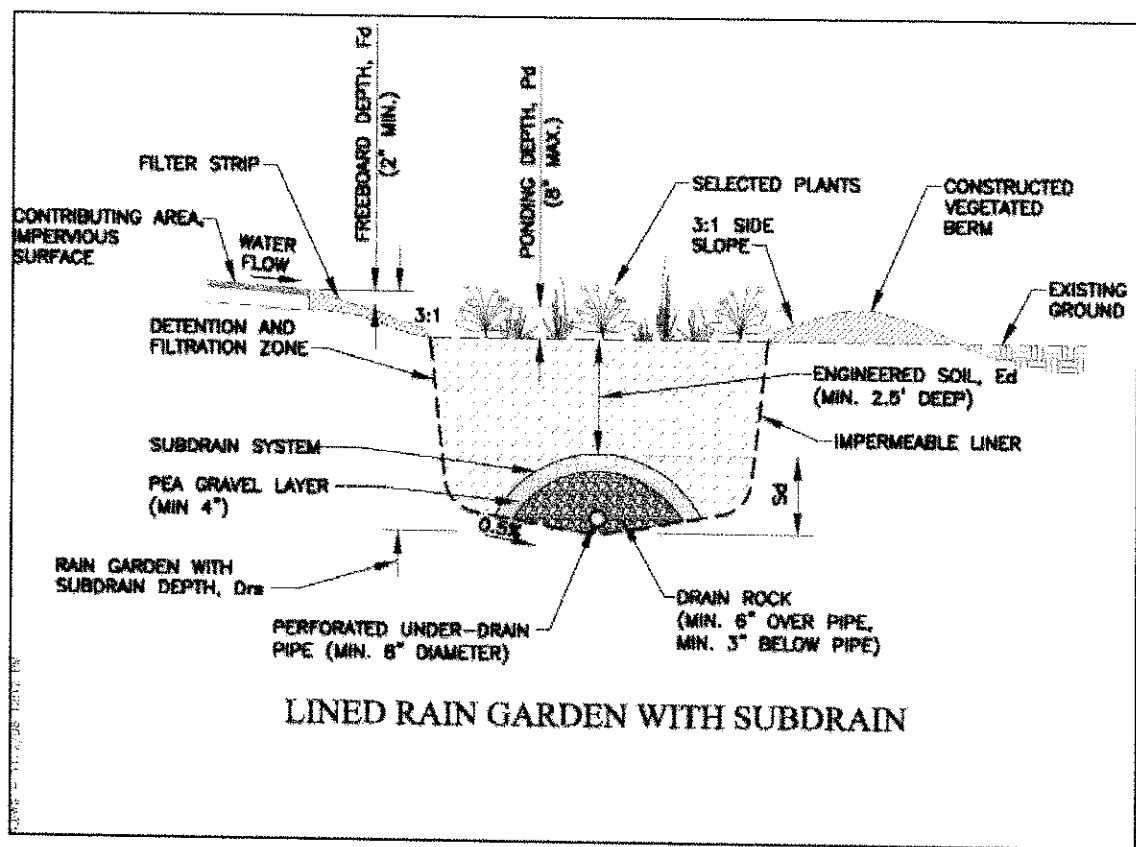 FREEBOARD DEPTH, Fd
(2" MIN.)
PONDING DEPTH, Pd
(8" MAX.)
FILTER STRIP
SELECTED PLANTS
CONSTRUCTED
VEGETATED
BERM
CONTRIBUTING AREA,
IMPERVIOUS
SURFACE
WATER
FLOW
3:1 SIDE
SLOPE
EXISTING
GROUND
3:1
DETENTION AND
FILTRATION ZONE
ENGINEERED SOIL, Ed
(MIN. 2.5' DEEP)
SUBDRAIN SYSTEM
IMPERMEABLE LINER
PEA GRAVEL LAYER
(MIN 4")
Sd
0.5%
RAIN GARDEN WITH
SUBDRAIN DEPTH, Drs
DRAIN ROCK
(MIN. 6" OVER PIPE,
MIN. 3" BELOW PIPE)
PERFORATED UNDER-DRAIN
PIPE (MIN. 8" DIAMETER)
LINED RAIN GARDEN WITH SUBDRAIN